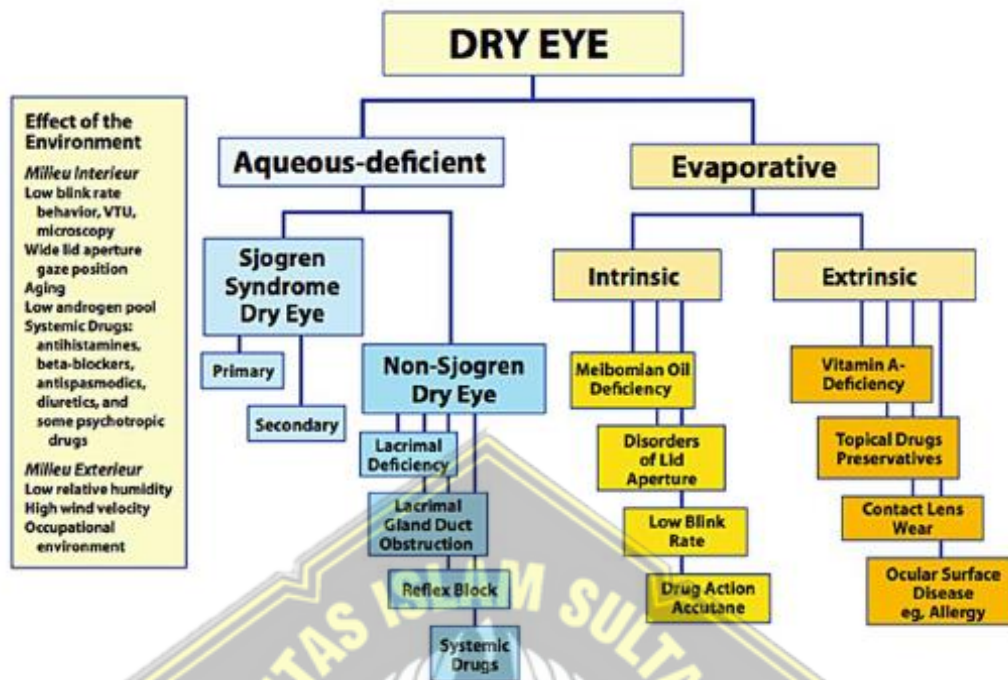 DRY EYE
Effect of the
Environment
Milieu Interieur
Low blink rate
behavior, VTU,
microscopy
Wide lid aperture
gaze position
Aging
Low androgen pool
Systemic Drugs:
antihistamines,
beta-blockers,
antispasmodics,
diuretics, and
some psychotropic
drugs
Milieu Exterieur
Low relative humidity
High wind velocity
Occupational
environment
Aqueous-deficient
Sjogren
Syndrome
Dry Eye
Primary
Secondary
Non-Sjogren
Dry Eye
Lacrimal
Deficiency
Lacrimal
Gland Duct
Obstruction
Reflex Block
Systemic
Drugs
Evaporative
Intrinsic
Meibomian Oil
Deficiency
Disorders
of Lid
Aperture
Low Blink
Rate
Drug Action
Accutane
Extrinsic
Vitamin A-
Deficiency
Topical Drugs
Preservatives
Contact Lens
Wear
Ocular Surface
Disease
eg, Allergy
ISLAM